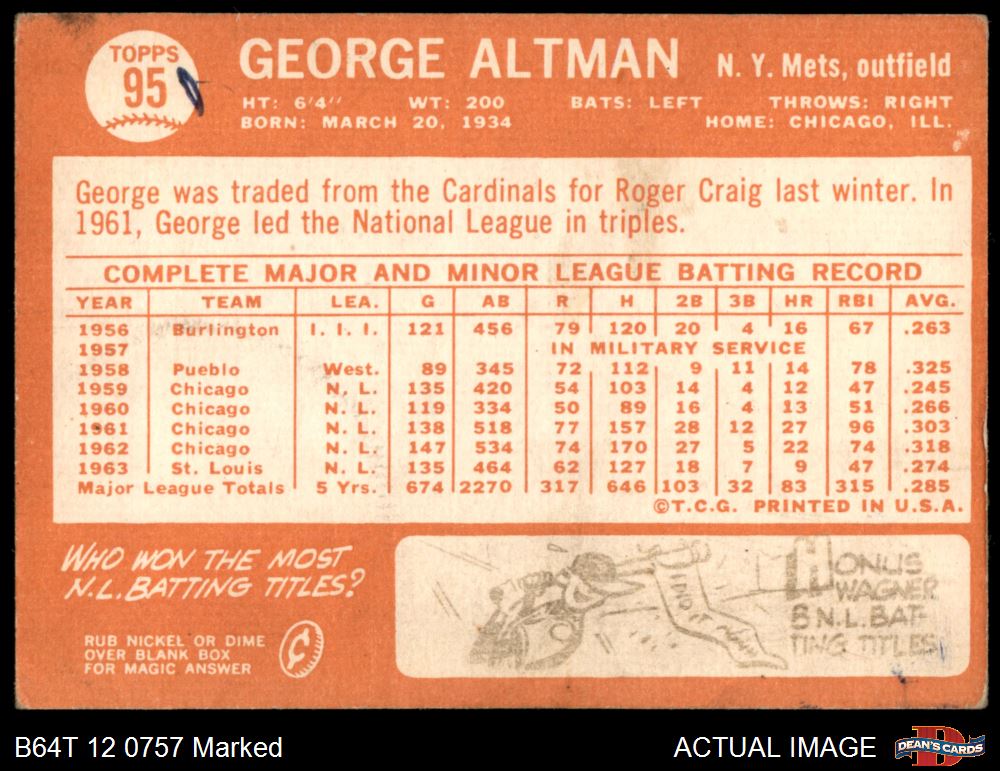 TOPPS
95
GEORGE ALTMAN
N. Y. Mets, outfield
HT: 6'4" WT: 200 BATS: LEFT THROWS: RIGHT
BORN: MARCH 20, 1934 HOME: CHICAGO, ILL.
George was traded from the Cardinals for Roger Craig last winter. In
1961, George led the National League in triples.
COMPLETE MAJOR AND MINOR LEAGUE BATTING RECORD
YEAR TEAM LEA. G AB R H 2B 3B HR RBI AVG.
1956 Burlington I. I. I. 121 456 79 120 20 4 16 67 .263
1957 IN MILITARY SERVICE
1958 Pueblo West. 89 345 72 112 9 11 14 78 .325
1959 Chicago N. L. 135 420 54 103 14 4 12 47 .245
1960 Chicago N. L. 119 334 50 89 16 4 13 51 .266
1961 Chicago N. L. 138 518 77 157 28 12 27 96 .303
1962 Chicago N. L. 147 534 74 170 27 5 22 74 .318
1963 St. Louis N. L. 135 464 62 127 18 7 9 47 .274
Major League Totals 5 Yrs. 674 2270 317 646 103 32 83 315 .285
©T.C.G. PRINTED IN U.S.A.
WHO WON THE MOST
N.L. BATTING TITLES?
RUB NICKEL OR DIME
OVER BLANK BOX
FOR MAGIC ANSWER
HONUS
WAGNER
8 N.L. BAT-
TING TITLES
B64T 12 0757 Marked
ACTUAL IMAGE
DEAN'S CARDS